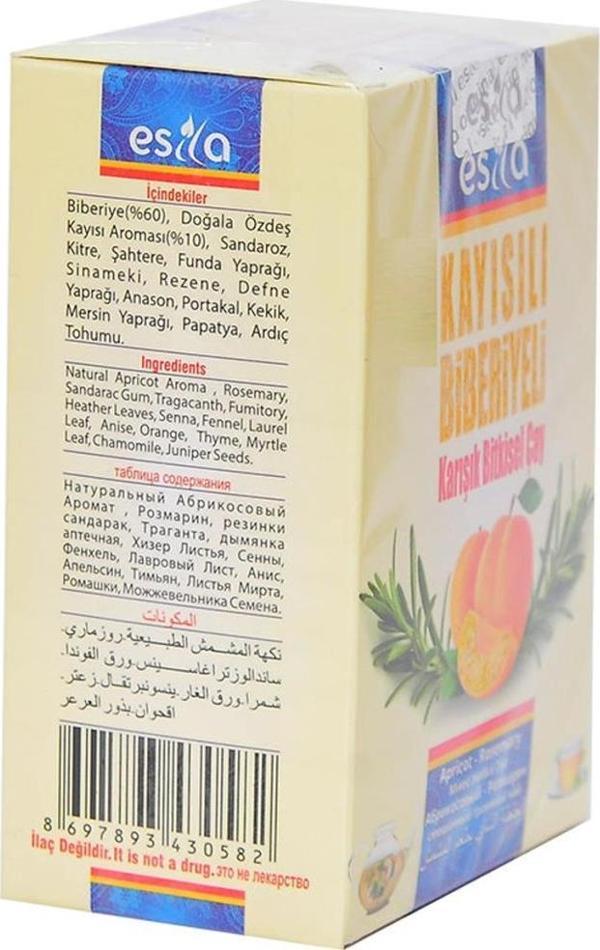 esila
İçindekiler
Biberiye(%60), Doğala Özdeş
Kayısı Aroması(%10), Sandaroz,
Kitre, Şahtere, Funda Yaprağı,
Sinameki, Rezene, Defne
Yaprağı, Anason, Portakal, Kekik,
Mersin Yaprağı, Papatya, Ardıç
Tohumu.
Ingredients
Natural Apricot Aroma , Rosemary,
Sandarac Gum, Tragacanth, Fumitory,
Heather Leaves, Senna, Fennel, Laurel
Leaf, Anise, Orange, Thyme, Myrtle
Leaf, Chamomile, Juniper Seeds.
таблица содержания
Натуральный Абрикосовый
Аромат , Розмарин, резинки
сандарак, Траганта, дымянка
аптечная, Хизер Листья, Сенны,
Фенхель, Лавровый Лист, Анис,
Апельсин, Тимьян, Листья Мирта,
Ромашки, Можжевельника Семена.
المكونات
نكهة المشمش الطبيعية.روزماري.
ساندالوزتراغاسينس.ورق الفوندا.
شمرا.ورق الغار.ينسونبرتقال.زعتر.
اقحوان.بذور العرعر
8 697893 430582
İlaç Değildir. It is not a drug. это не лекарство
esila
KAYISILI
BİBERİYELİ
Karışık Bitkisel Çay
Apricot - Rosemary